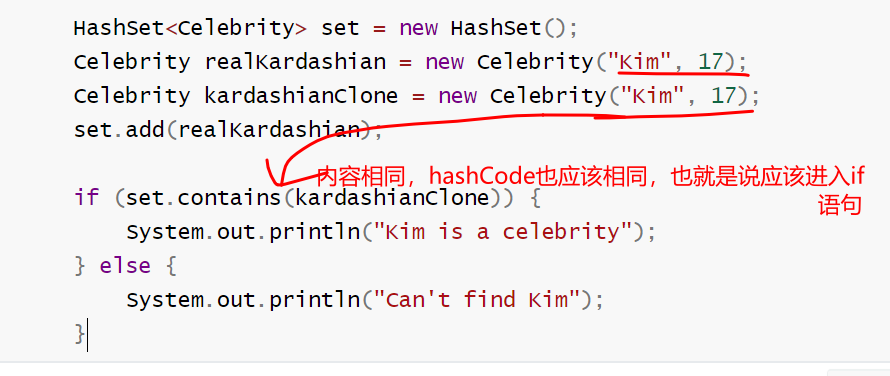 HashSet<Celebrity> set = new HashSet();
Celebrity realKardashian = new Celebrity("Kim", 17);
Celebrity kardashianClone = new Celebrity("Kim", 17);
set.add(realKardashian);
内容相同，hashCode也应该相同，也就是说应该进入if
语句
if (set.contains(kardashianClone)) {
System.out.println("Kim is a celebrity");
} else {
System.out.println("Can't find Kim");
}